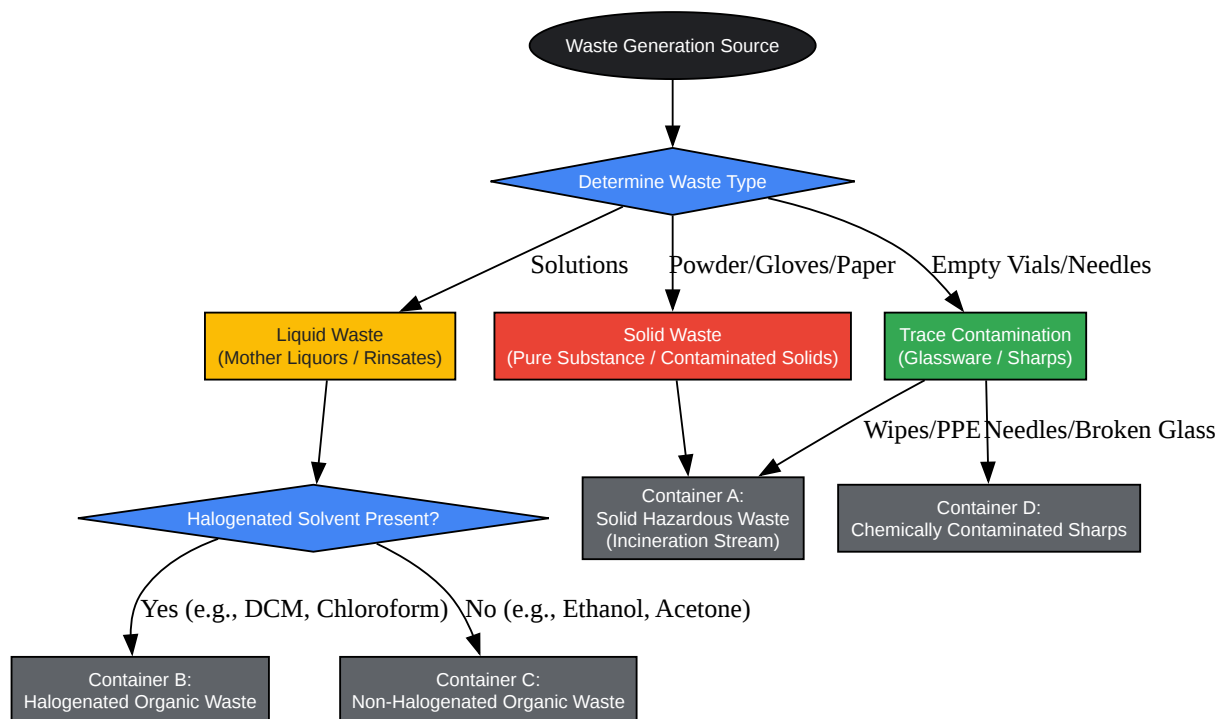 Waste Generation Source
Determine Waste Type
Solutions
Powder/Gloves/Paper
Empty Vials/Needles
Liquid Waste
(Mother Liquors / Rinsates)
Solid Waste
(Pure Substance / Contaminated Solids)
Trace Contamination
(Glassware / Sharps)
Wipes/PPE
Needles/Broken Glass
Halogenated Solvent Present?
Container A:
Solid Hazardous Waste
(Incineration Stream)
Container D:
Chemically Contaminated Sharps
Yes (e.g., DCM, Chloroform)
No (e.g., Ethanol, Acetone)
Container B:
Halogenated Organic Waste
Container C:
Non-Halogenated Organic Waste